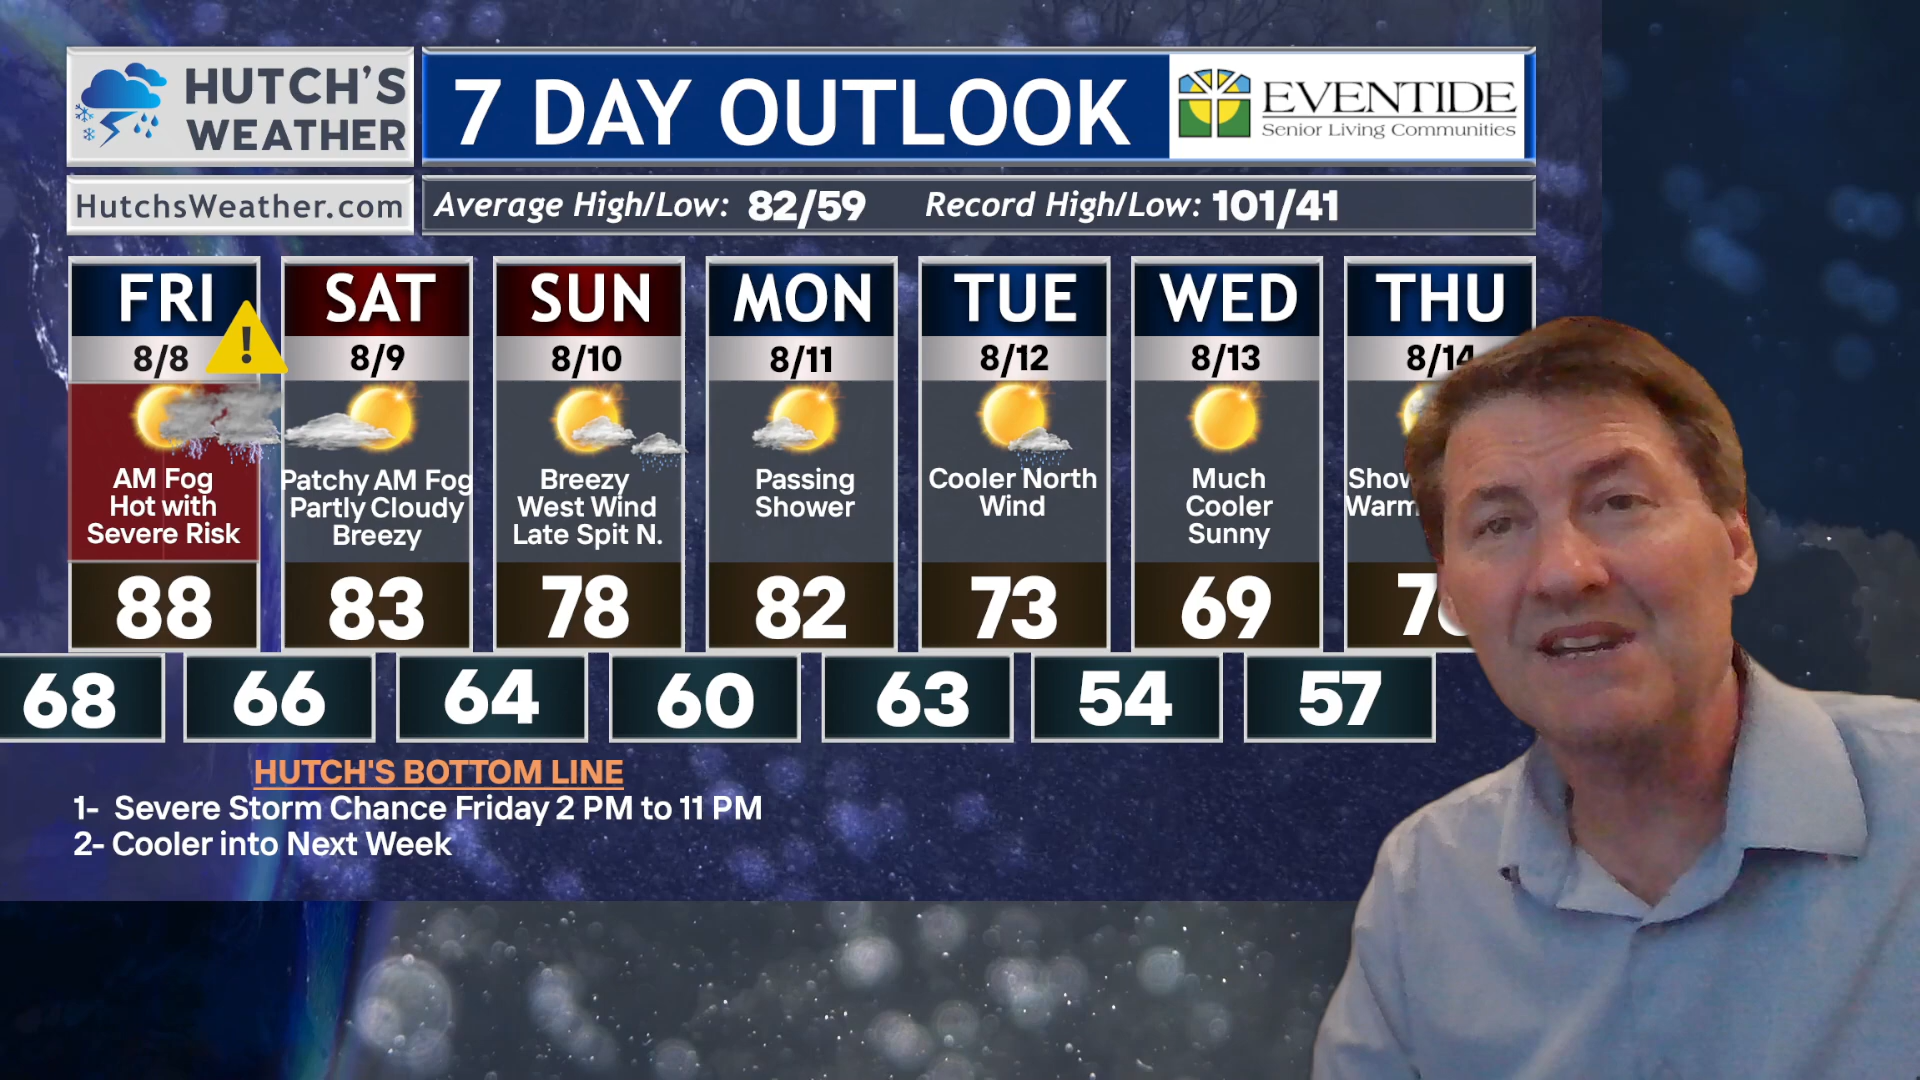 HUTCH'S
WEATHER
7 DAY OUTLOOK
EVENTIDE
Senior Living Communities
HutchsWeather.com
Average High/Low: 82/59 Record High/Low: 101/41
FRI
8/8
!
AM Fog
Hot with
Severe Risk
88
SAT
8/9
Patchy AM Fog
Partly Cloudy
Breezy
83
SUN
8/10
Breezy
West Wind
Late Spit N.
78
MON
8/11
Passing
Shower
82
TUE
8/12
Cooler North
Wind
73
WED
8/13
Much
Cooler
Sunny
69
THU
8/14
68 66 64 60 63 54 57
HUTCH'S BOTTOM LINE
1- Severe Storm Chance Friday 2 PM to 11 PM
2- Cooler into Next Week